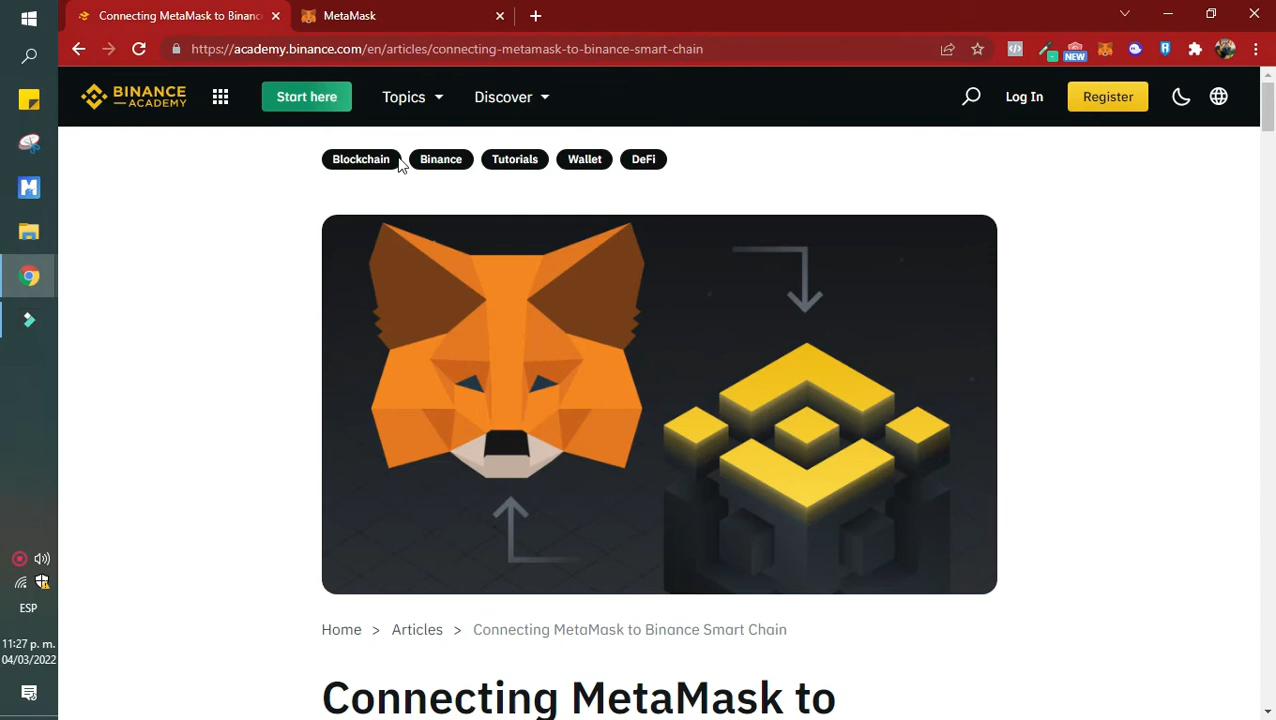 Connecting MetaMask to Binanc
MetaMask
https://academy.binance.com/en/articles/connecting-metamask-to-binance-smart-chain
NEW
BINANCE
ACADEMY
Start here
Topics
Discover
Log In
Register
Blockchain
Binance
Tutorials
Wallet
DeFi
Home > Articles > Connecting MetaMask to Binance Smart Chain
Connecting MetaMask to
ESP
11:27 p. m.
04/03/2022